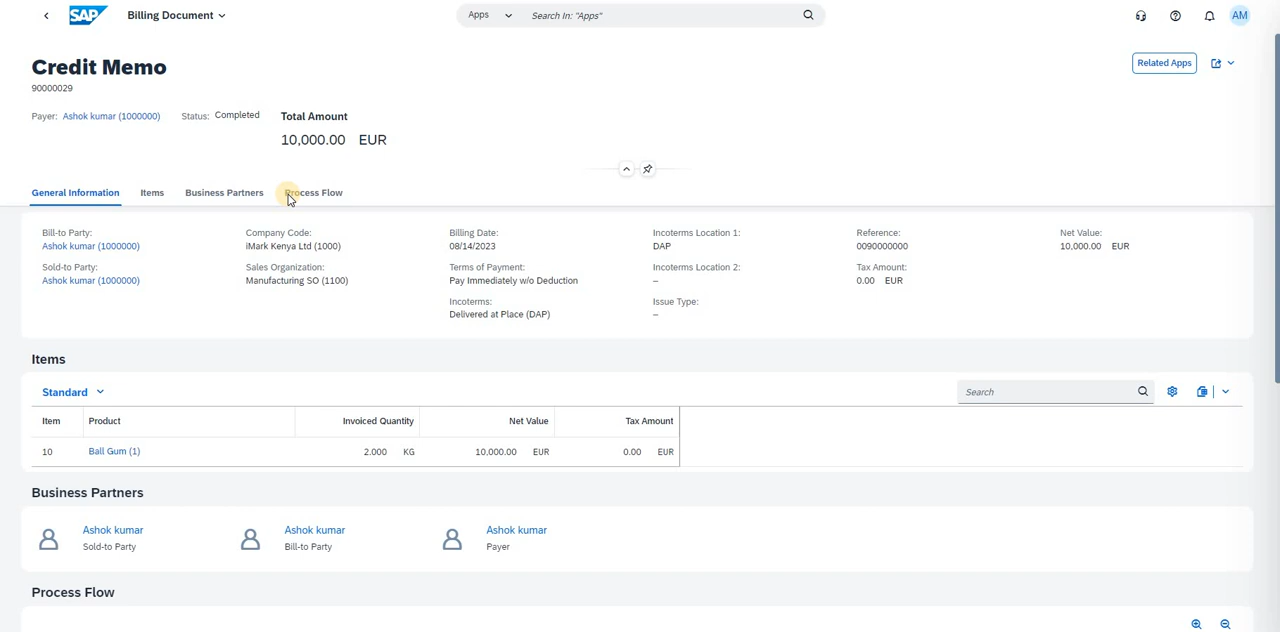 SAP Billing Document Apps Search In: "Apps" AM
Credit Memo Related Apps
90000029
Payer: Ashok kumar (1000000) Status: Completed Total Amount
10,000.00 EUR
General Information Items Business Partners Process Flow
Bill-to Party: Company Code: Billing Date: Incoterms Location 1: Reference: Net Value:
Ashok kumar (1000000) iMark Kenya Ltd (1000) 08/14/2023 DAP 0090000000 10,000.00 EUR
Sold-to Party: Sales Organization: Terms of Payment: Incoterms Location 2: Tax Amount:
Ashok kumar (1000000) Manufacturing SO (1100) Pay Immediately w/o Deduction – 0.00 EUR
Incoterms: Issue Type:
Delivered at Place (DAP) –
Items
Standard Search
Item Product Invoiced Quantity Net Value Tax Amount
10 Ball Gum (1) 2.000 KG 10,000.00 EUR 0.00 EUR
Business Partners
Ashok kumar Ashok kumar Ashok kumar
Sold-to Party Bill-to Party Payer
Process Flow